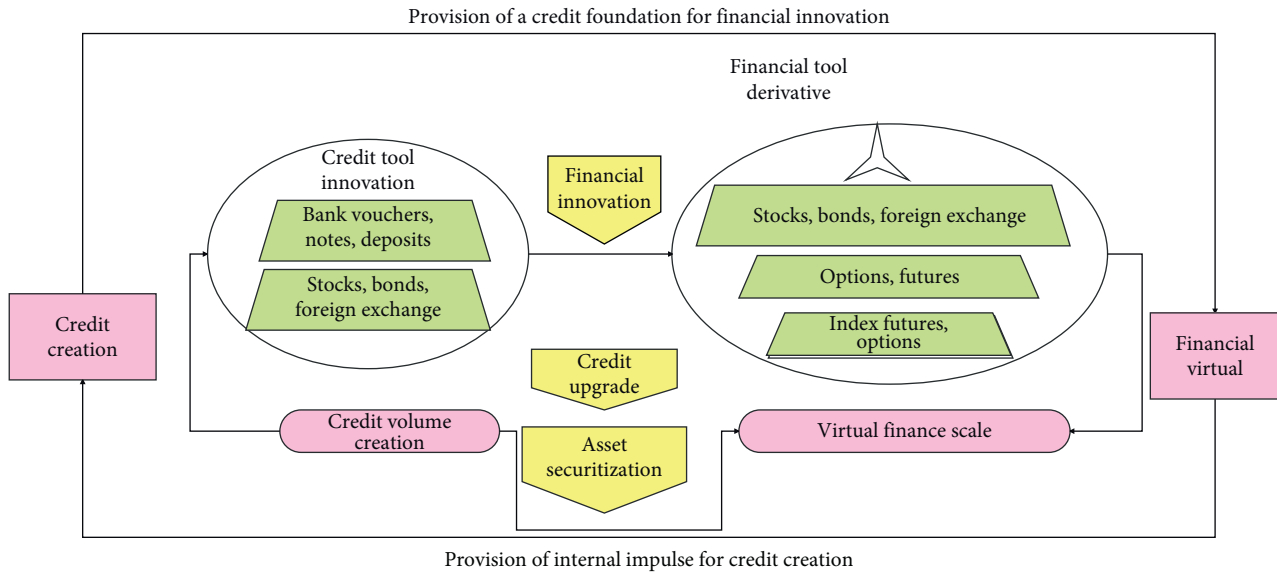 Provision of a credit foundation for financial innovation
Financial tool
derivative
Credit tool
innovation
Bank vouchers,
notes, deposits
Stocks, bonds,
foreign exchange
Financial
innovation
Stocks, bonds, foreign exchange
Options, futures
Index futures,
options
Credit
creation
Financial
virtual
Credit
upgrade
Credit volume
creation
Asset
securitization
Virtual finance scale
Provision of internal impulse for credit creation